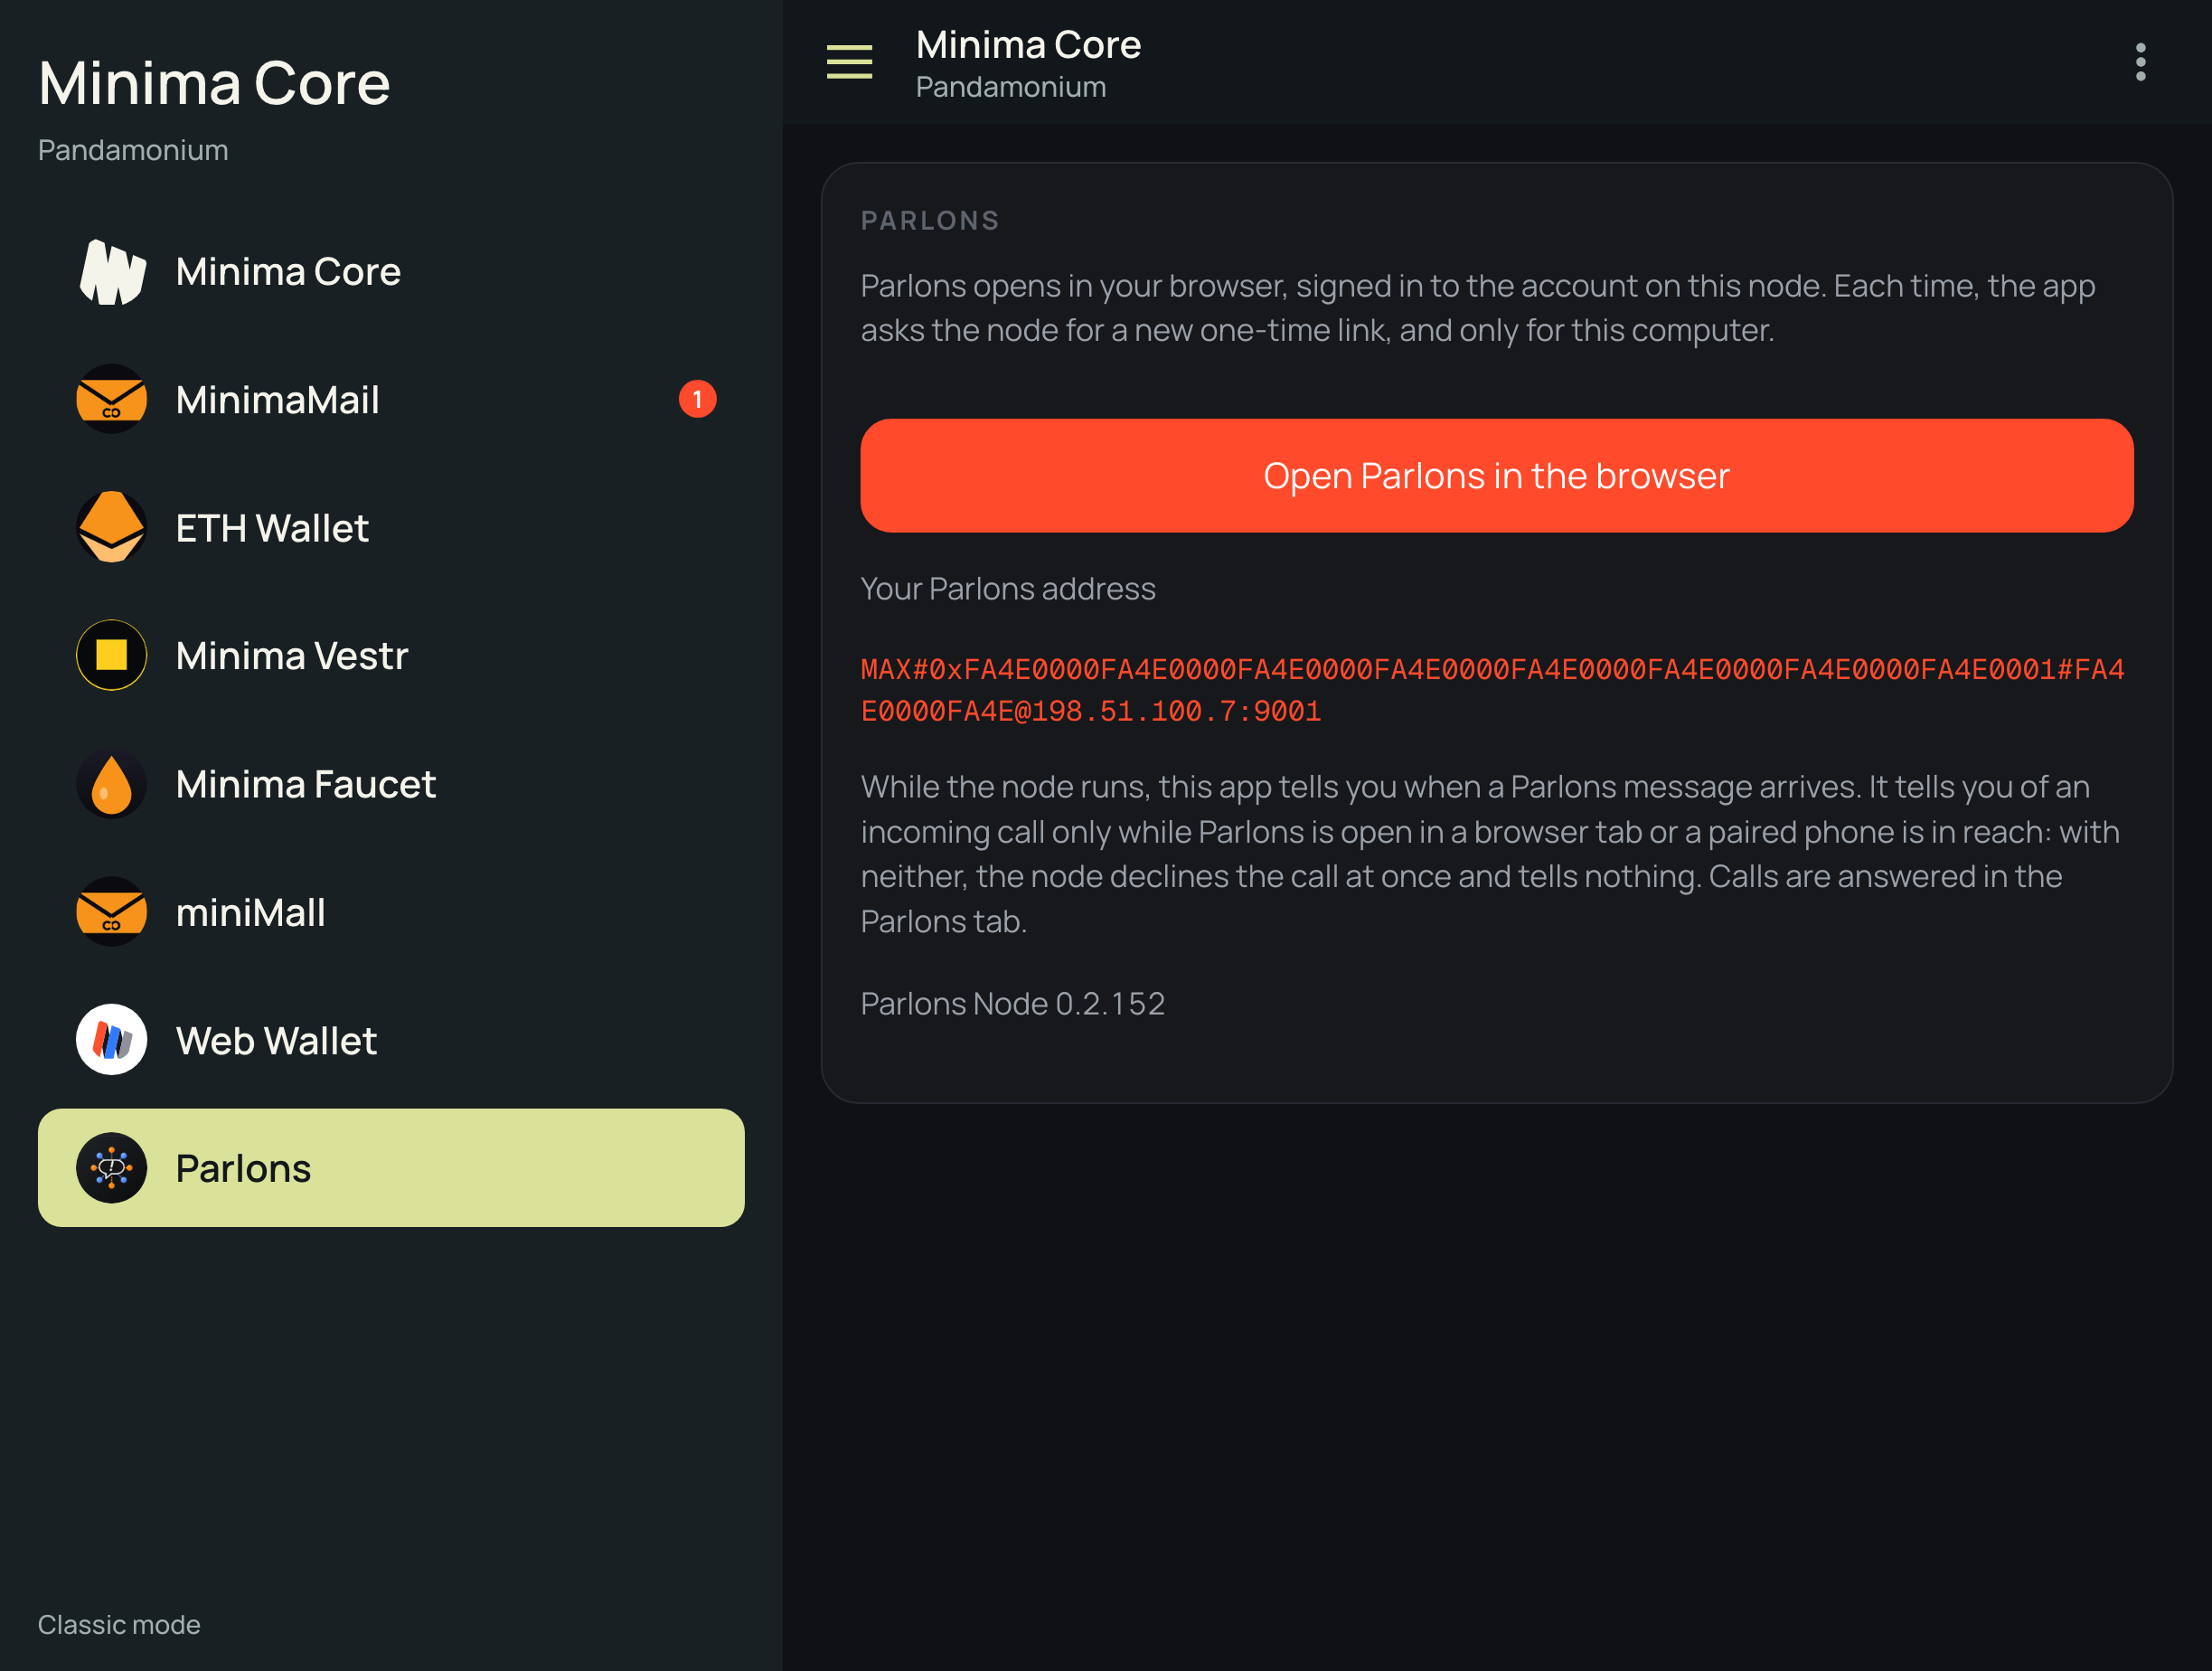 Minima Core
Pandamonium
Minima Core
MinimaMail
1
ETH Wallet
Minima Vestr
Minima Faucet
miniMall
Web Wallet
Parlons
Classic mode
Minima Core
Pandamonium
PARLONS
Parlons opens in your browser, signed in to the account on this node. Each time, the app
asks the node for a new one-time link, and only for this computer.
Open Parlons in the browser
Your Parlons address
MAX#0xFA4E0000FA4E0000FA4E0000FA4E0000FA4E0000FA4E0000FA4E0000FA4E0001#FA4
E0000FA4E@198.51.100.7:9001
While the node runs, this app tells you when a Parlons message arrives. It tells you of an
incoming call only while Parlons is open in a browser tab or a paired phone is in reach: with
neither, the node declines the call at once and tells nothing. Calls are answered in the
Parlons tab.
Parlons Node 0.2.152